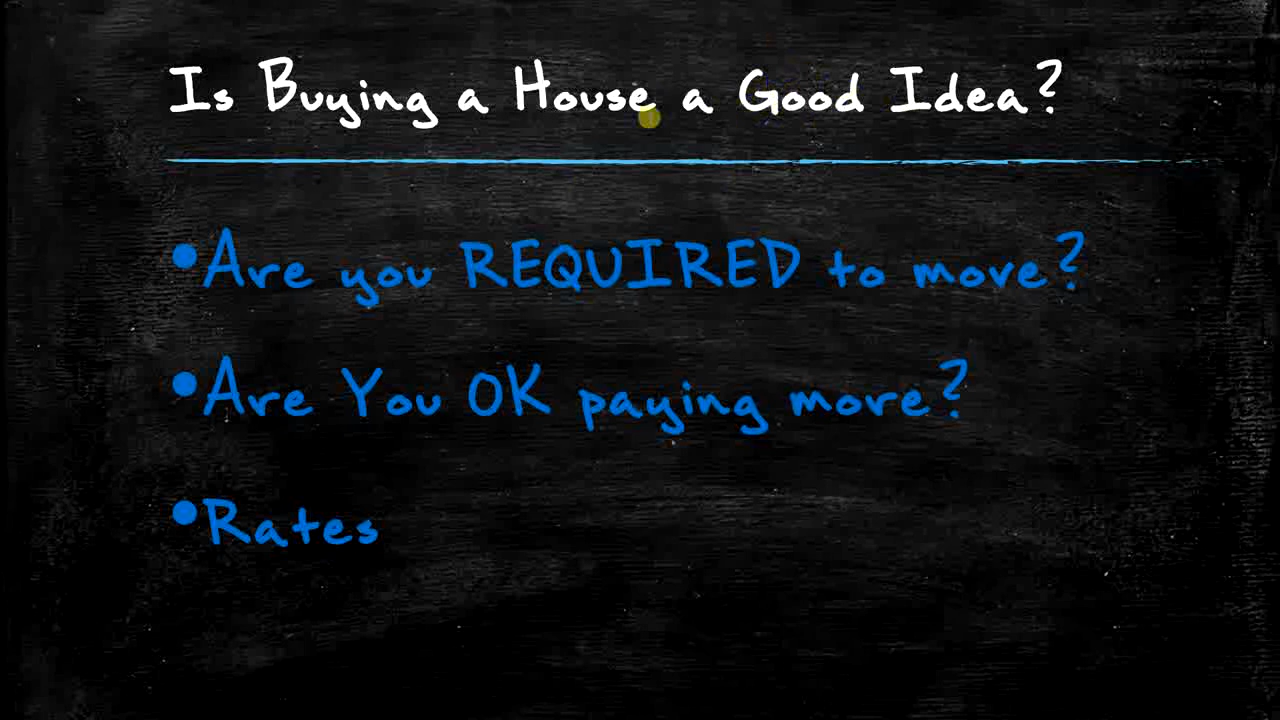 Is Buying a House a Good Idea?
•Are you REQUIRED to move?
•Are You OK paying more?
•Rates